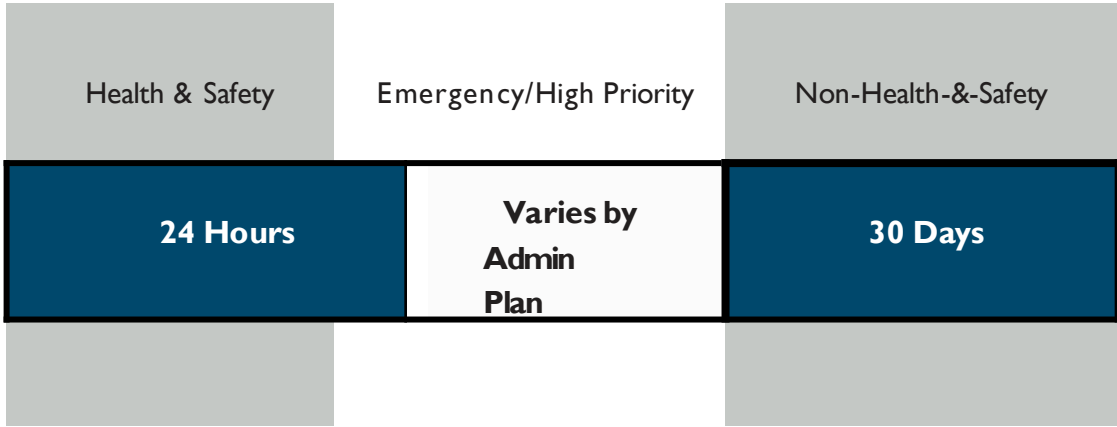 Health & Safety
Emergency/High Priority
Non-Health-&-Safety
24 Hours
Varies by
Admin
Plan
30 Days